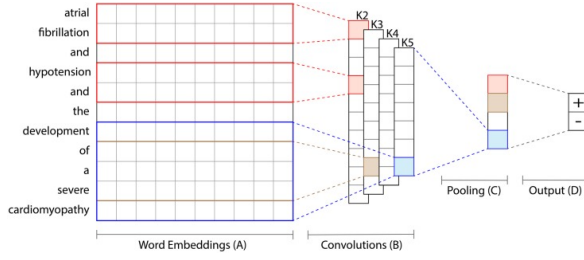 atrial
fibrillation
and
hypotension
and
the
development
of
a
severe
cardiomyopathy
K2
K3
K4
K5
+
-
Word Embeddings (A)
Convolutions (B)
Pooling (C)
Output (D)